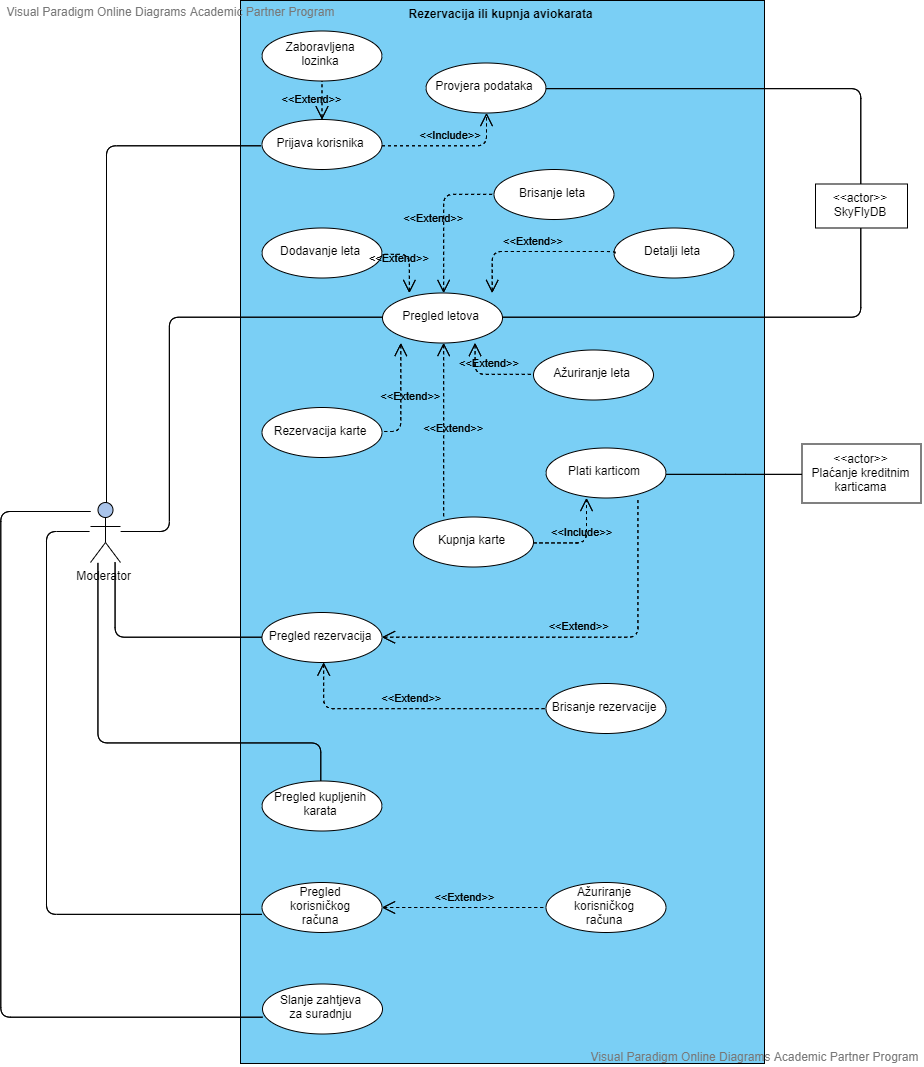 Visual Paradigm Online Diagrams Academic Partner Program
Rezervacija ili kupnja aviokarata
Zaboravljena
lozinka
<<Extend>>
Provjera podataka
<<Include>>
Prijava korisnika
<<actor>>
SkyFlyDB
Brisanje leta
<<Extend>>
Dodavanje leta
<<Extend>>
<<Extend>>
Detalji leta
Pregled letova
<<Extend>>
Ažuriranje leta
<<Extend>>
<<Extend>>
Rezervacija karte
Plati karticom
<<actor>>
Plaćanje kreditnim
karticama
Kupnja karte
<<Include>>
Moderator
<<Extend>>
Pregled rezervacija
<<Extend>>
Brisanje rezervacije
Pregled kupljenih
karata
Pregled
korisničkog
računa
<<Extend>>
Ažuriranje
korisničkog
računa
Slanje zahtjeva
za suradnju
Visual Paradigm Online Diagrams Academic Partner Program